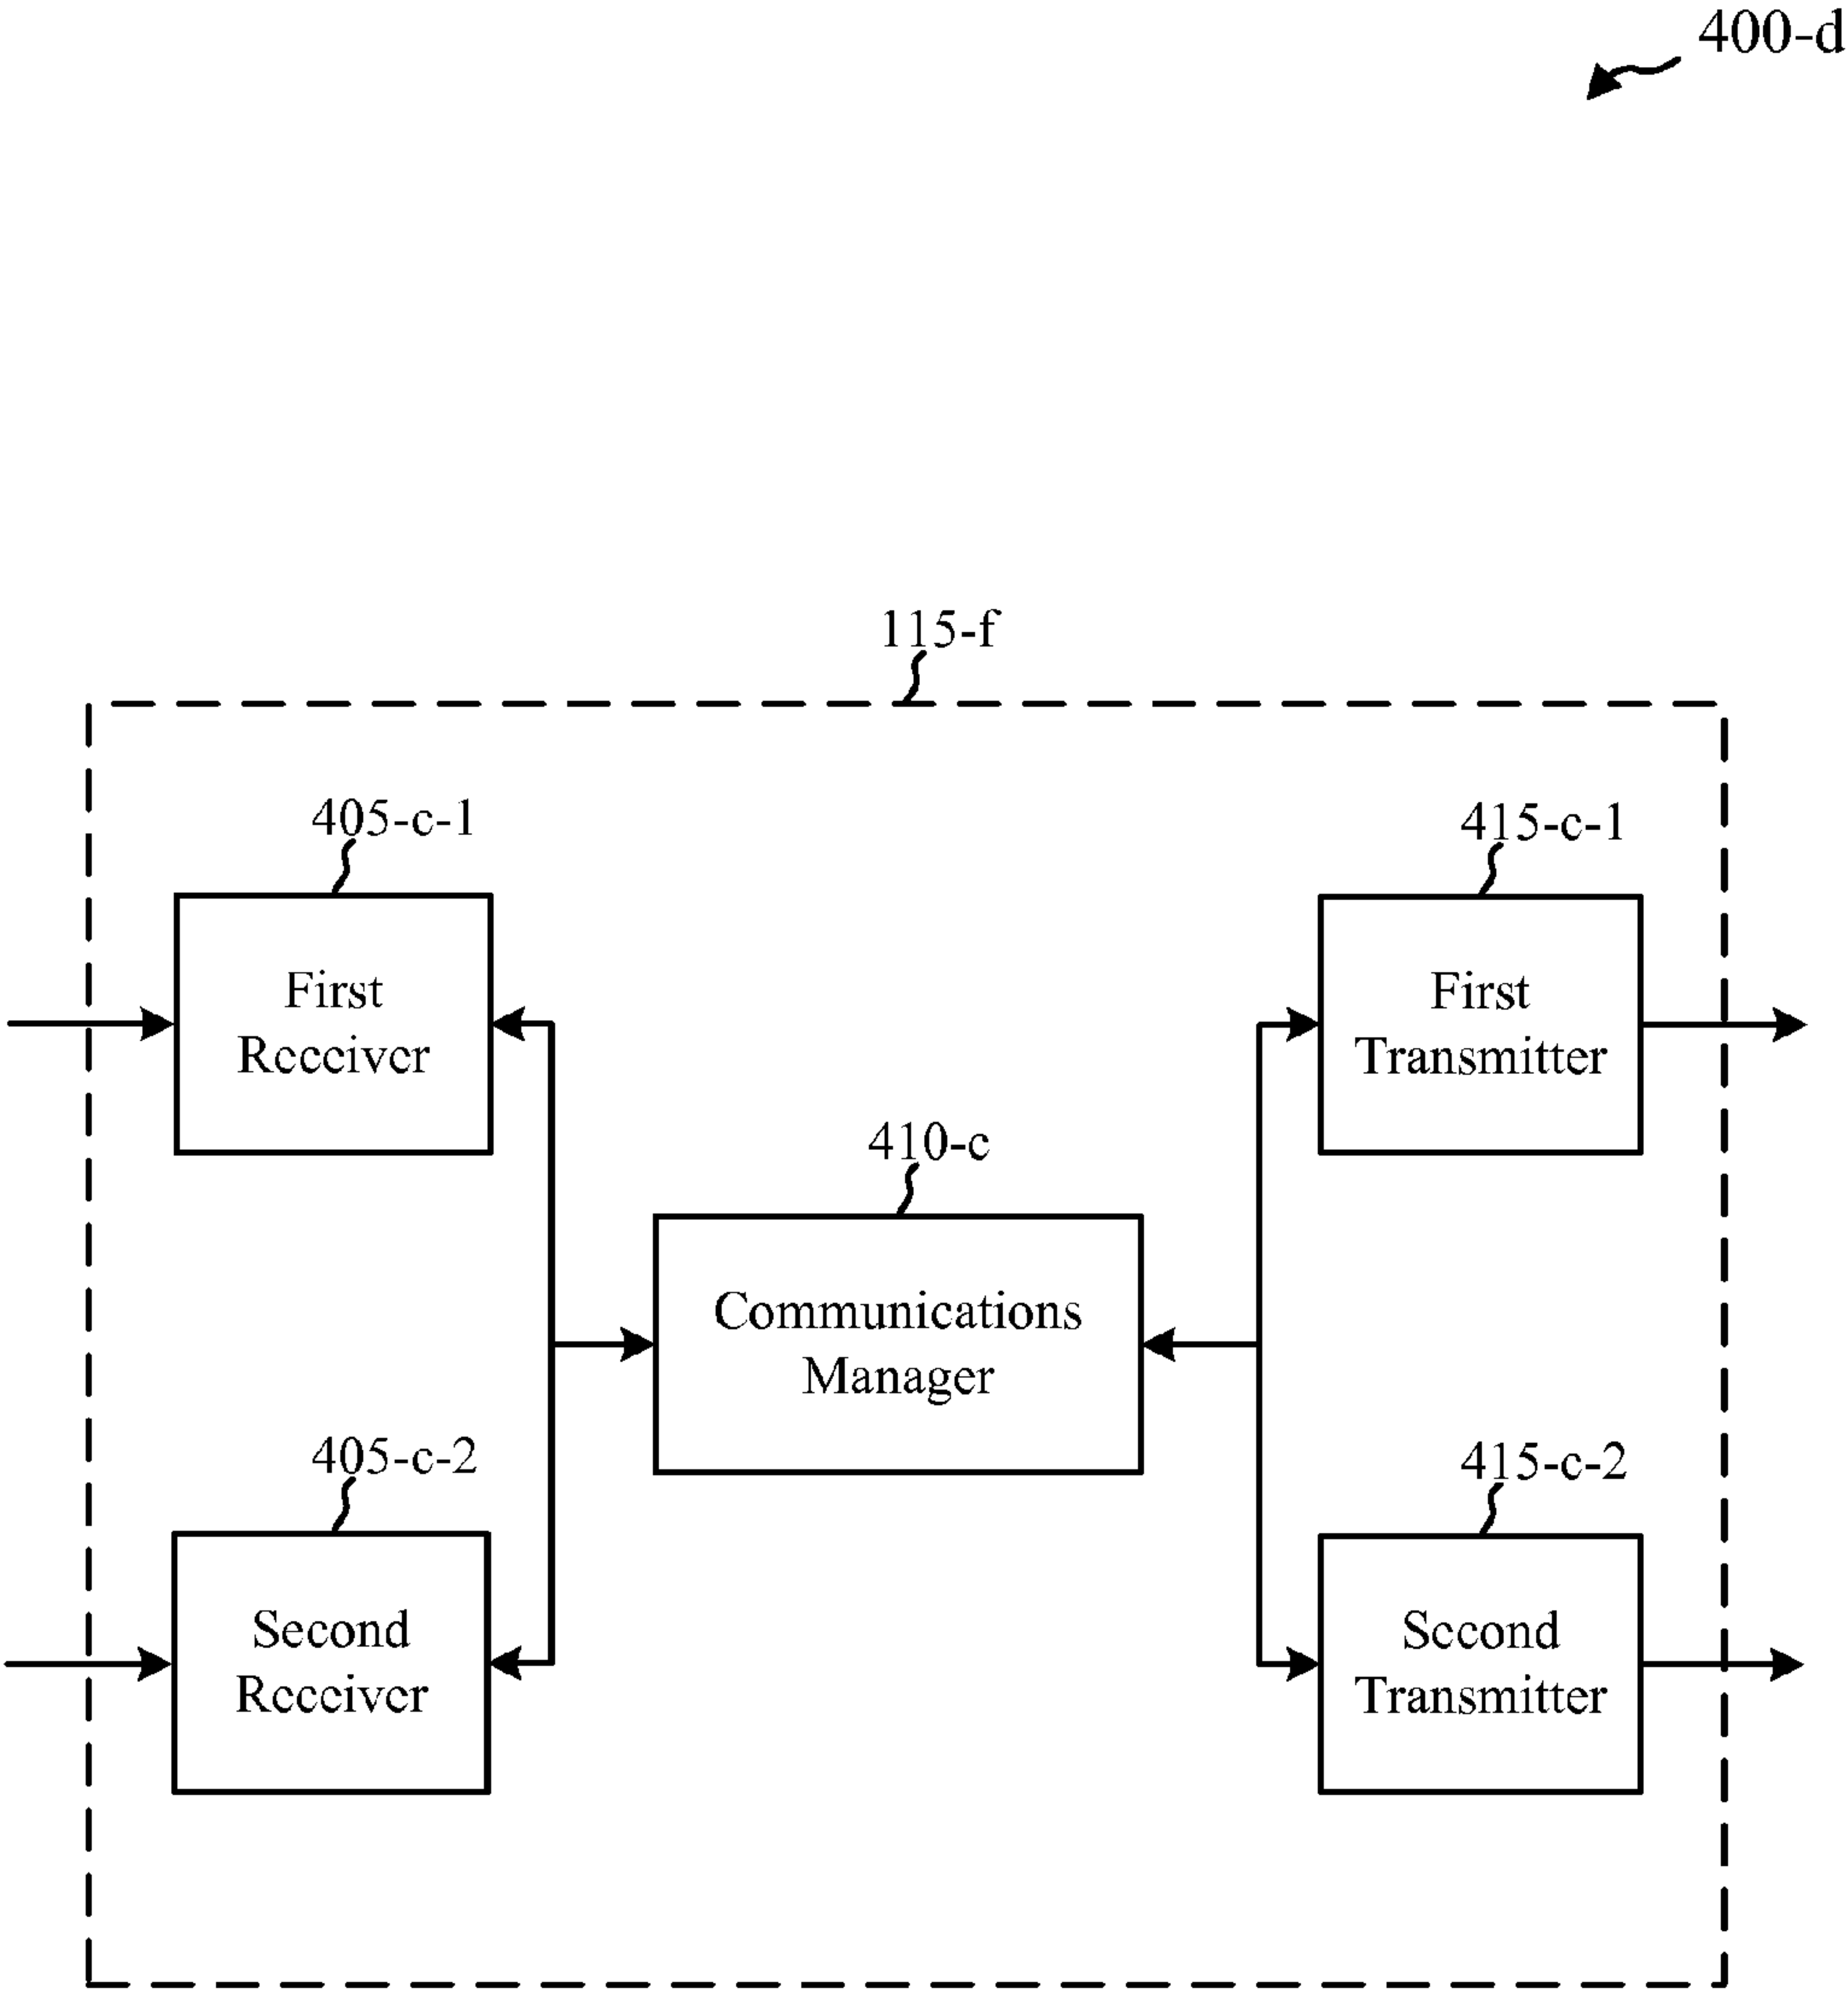 400-d
115-f
405-c-1
415-c-1
First
Receiver
First
Transmitter
410-c
Communications
Manager
405-c-2
415-c-2
Second
Receiver
Second
Transmitter